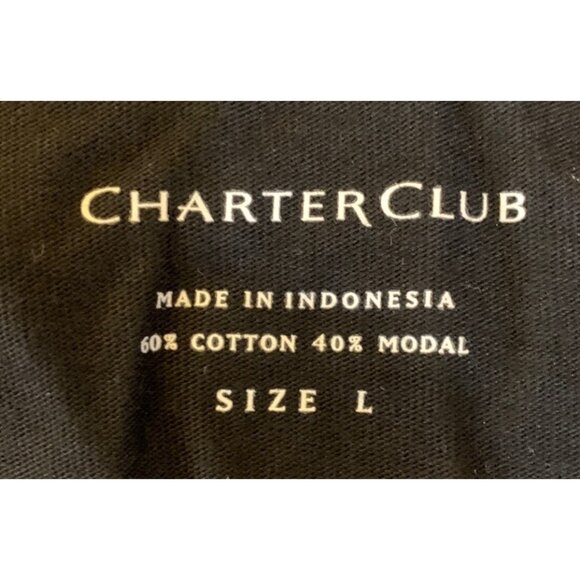 CHARTER CLUB
MADE IN INDONESIA
60% COTTON 40% MODAL
SIZE L